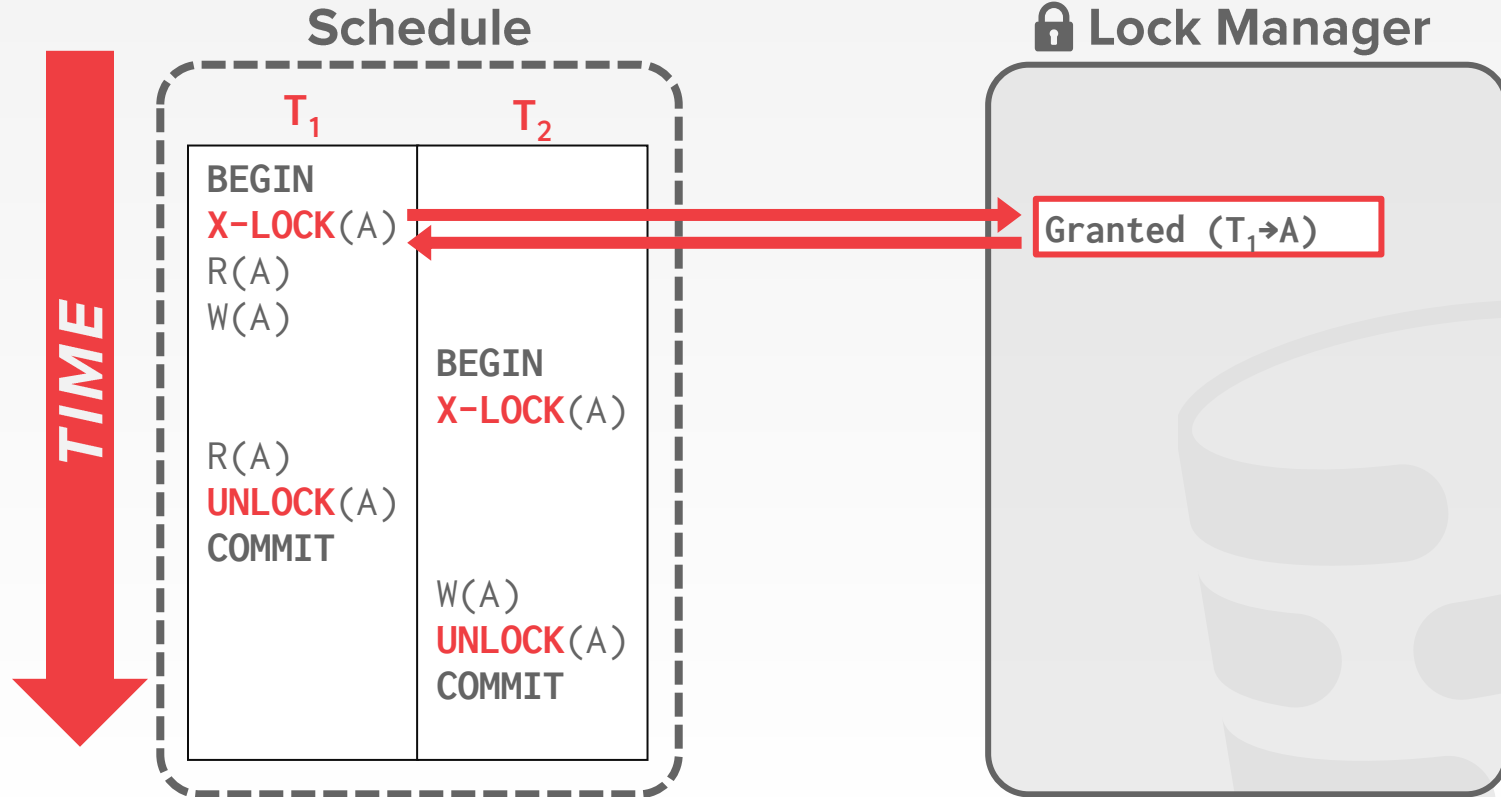 Schedule
Lock Manager
TIME
T1
T2
BEGIN
X-LOCK(A)
R(A)
W(A)
BEGIN
X-LOCK(A)
R(A)
UNLOCK(A)
COMMIT
W(A)
UNLOCK(A)
COMMIT
Granted (T1→A)